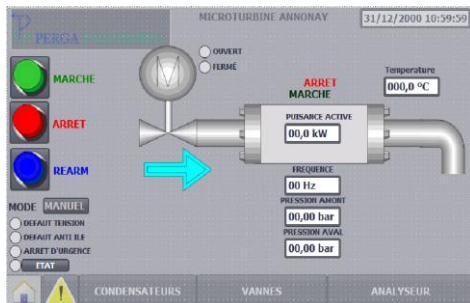 MICROTURBINE ANNONAY
31/12/2000 10:59:59
PERGA
OUVERT
FERMÉ
MARCHE
ARRET
REARM
ARRET
MARCHE
Temperature
000,0 ºC
PUISANCE ACTIVE
00,0 kW
FREQUENCE
00 Hz
PRESSION AMONT
00,00 bar
PRESSION AVAL
00,00 bar
MODE MANUEL
DEFAUT TENSION
DEFAUT ANTI ILE
ARRET D'URGENCE
ETAT
CONDENSATEURS
VANNES
ANALYSEUR